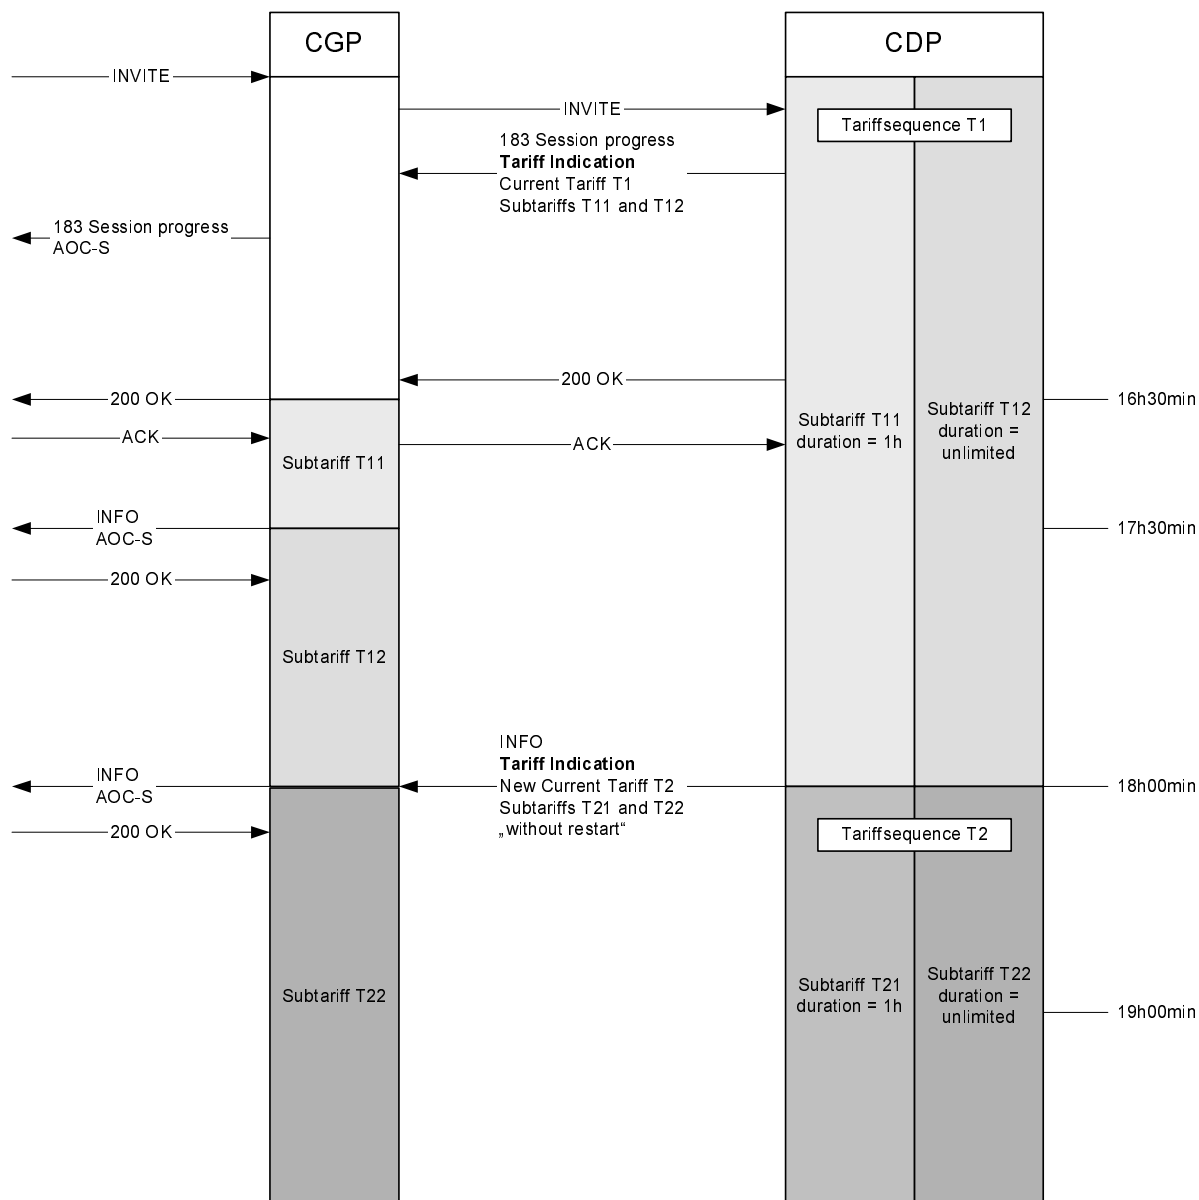 CGP
CDP
INVITE
INVITE
Tariffsequence T1
183 Session progress
Tariff Indication
Current Tariff T1
Subtariffs T11 and T12
183 Session progress
AOC-S
200 OK
200 OK
16h30min
Subtariff T11
duration = 1h
Subtariff T12
duration =
unlimited
ACK
ACK
Subtariff T11
INFO
AOC-S
17h30min
200 OK
Subtariff T12
INFO
Tariff Indication
New Current Tariff T2
Subtariffs T21 and T22
„without restart“
INFO
AOC-S
18h00min
200 OK
Tariffsequence T2
Subtariff T22
Subtariff T21
duration = 1h
Subtariff T22
duration =
unlimited
19h00min